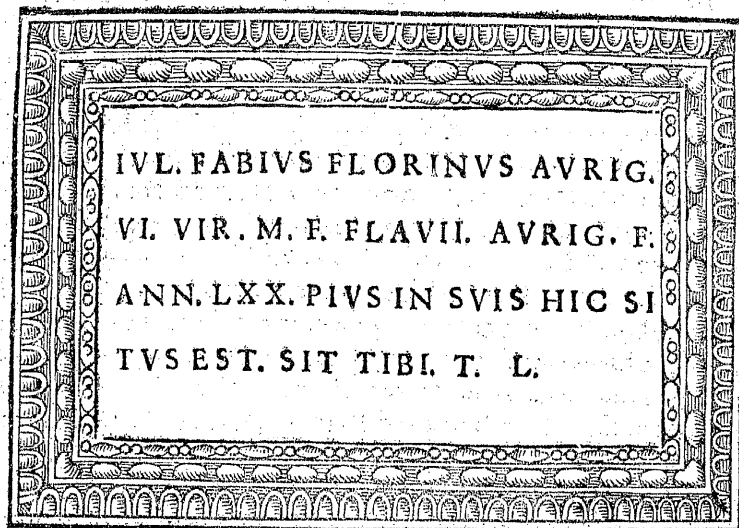 IVL. FABIVS FLORINVS AVRIG.
VI. VIR. M. F. FLAVII. AVRIG. F.
ANN. LXX. PIVS IN SVIS HIC SI
TVS EST. SIT TIBI. T. L.